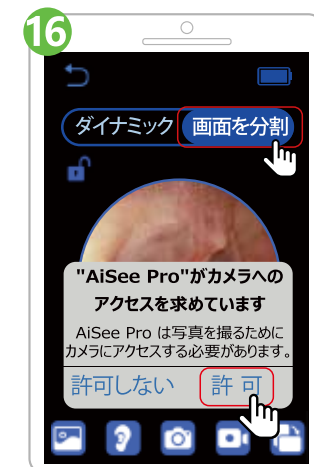 16
ダイナミック 画面を分割
"AiSee Pro"がカメラへの
アクセスを求めています
AiSee Pro は写真を撮るために
カメラにアクセスする必要があります。
許可しない 許 可